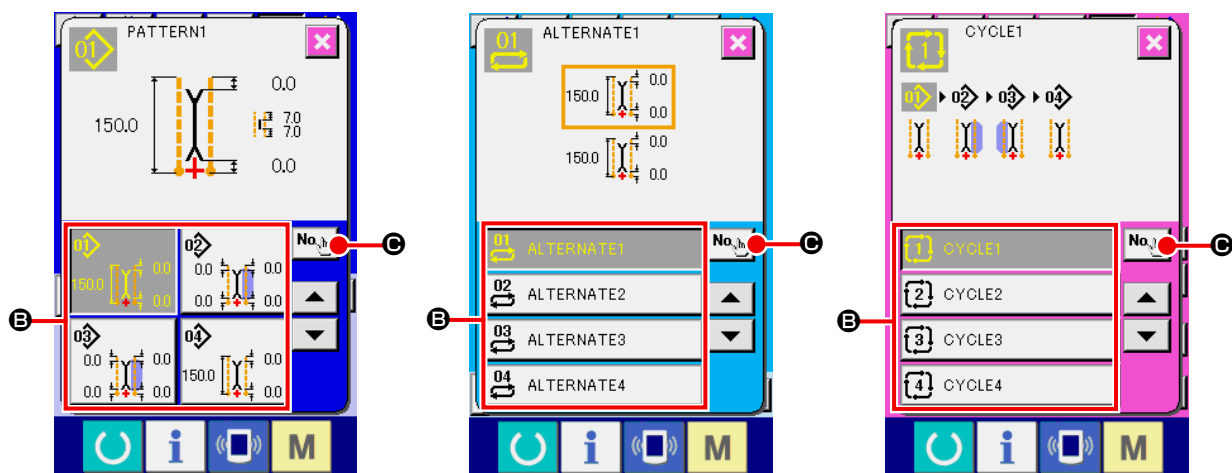 01
PATTERN1
150.0
0.0
7.0
7.0
0.0
01
150.0
0.0
0.0
02
0.0
0.0
0.0
0.0
No.
C
B
03
0.0
0.0
0.0
0.0
04
150.0
0.0
0.0
i
M
01
ALTERNATE1
150.0
0.0
0.0
150.0
0.0
0.0
01
ALTERNATE1
No.
C
02
ALTERNATE2
B
03
ALTERNATE3
04
ALTERNATE4
i
M
1
CYCLE1
01 02 03 04
1
CYCLE1
No.
C
2
CYCLE2
B
3
CYCLE3
4
CYCLE4
i
M